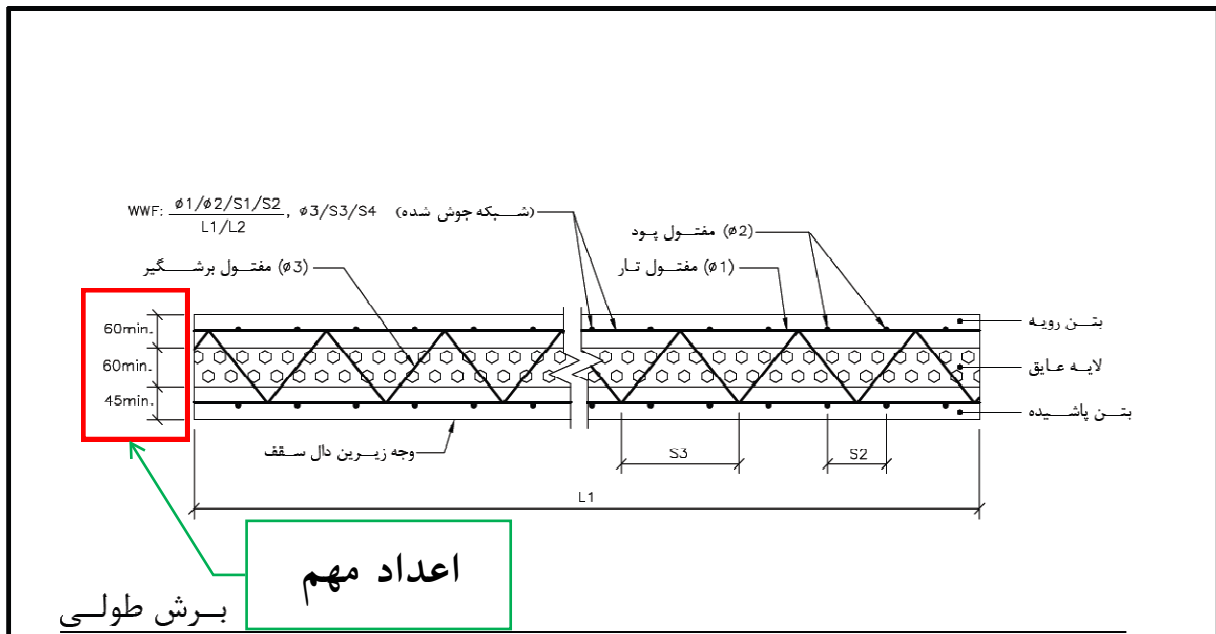 WWF: ø1/ø2/S1/S2 / L1/L2 , ø3/S3/S4 (شبکه جوش شده)
مفتول پود (ø2)
مفتول برشگیر (ø3)
مفتول تار (ø1)
60min.
بتن رویه
60min.
لایه عایق
45min.
بتن پاشیده
وجه زیرین دال سقف
S3
S2
L1
اعداد مهم
برش طولی